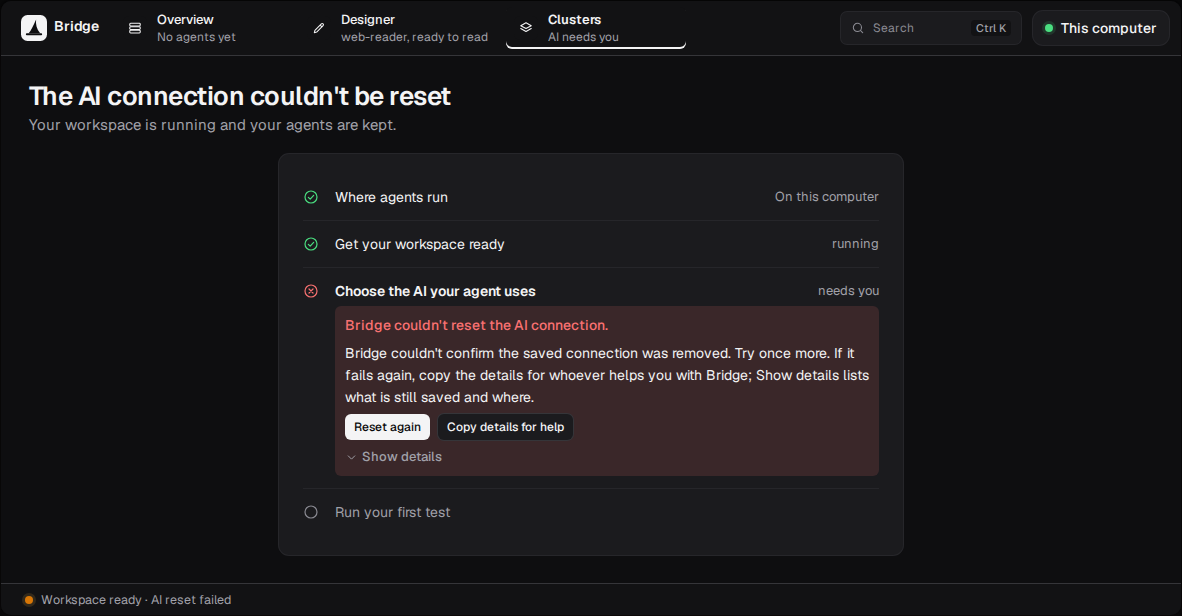 Bridge
Overview
No agents yet
Designer
web-reader, ready to read
Clusters
AI needs you
Search
Ctrl K
This computer
The AI connection couldn't be reset
Your workspace is running and your agents are kept.
Where agents run
On this computer
Get your workspace ready
running
Choose the AI your agent uses
needs you
Bridge couldn't reset the AI connection.
Bridge couldn't confirm the saved connection was removed. Try once more. If it
fails again, copy the details for whoever helps you with Bridge; Show details lists
what is still saved and where.
Reset again
Copy details for help
Show details
Run your first test
Workspace ready · AI reset failed